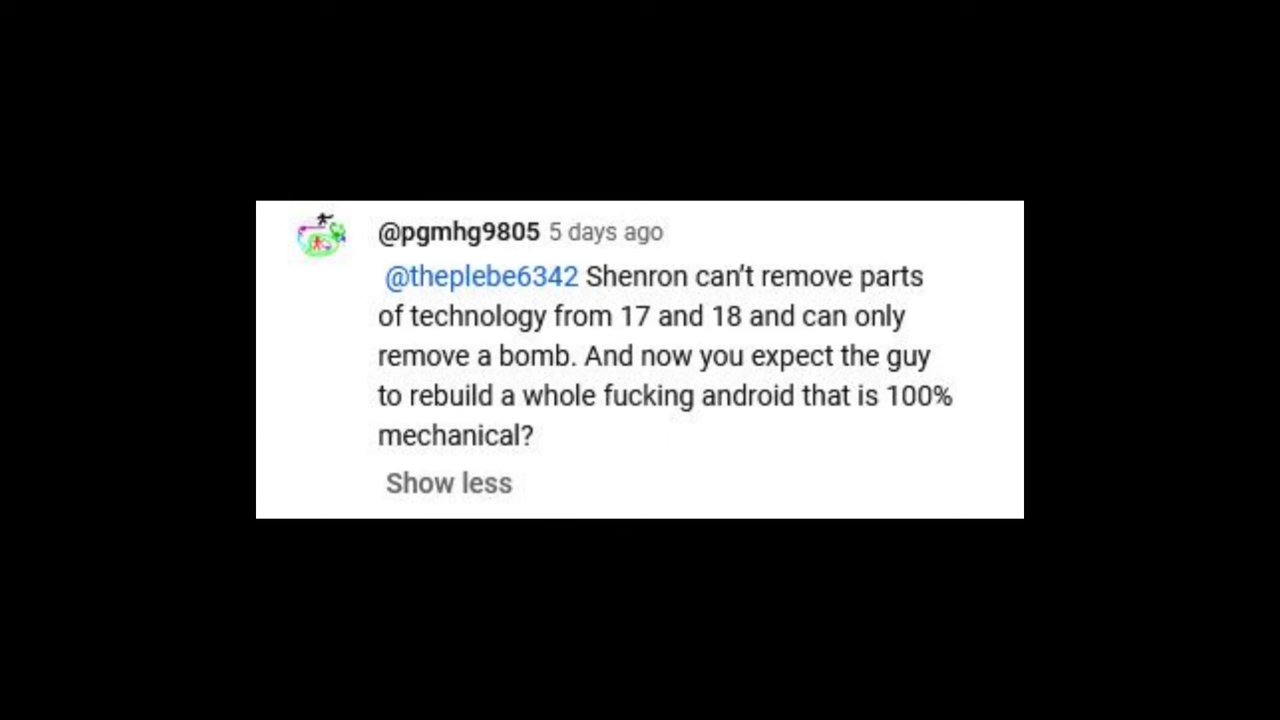 @pgmhg9805 5 days ago
@theplebe6342 Shenron can't remove parts
of technology from 17 and 18 and can only
remove a bomb. And now you expect the guy
to rebuild a whole fucking android that is 100%
mechanical?
Show less